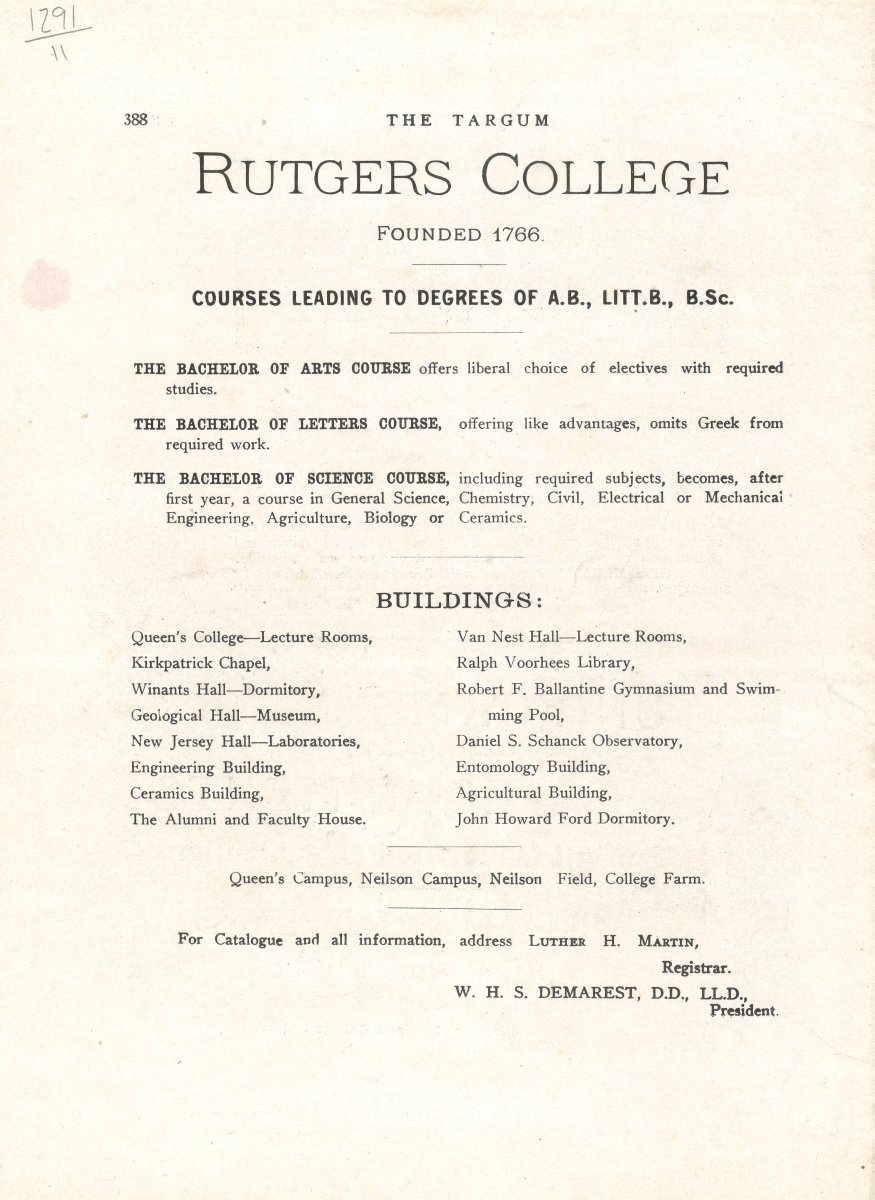 1291
11
388 THE TARGUM
RUTGERS COLLEGE
FOUNDED 1766.
COURSES LEADING TO DEGREES OF A.B., LITT.B., B.Sc.
THE BACHELOR OF ARTS COURSE offers liberal choice of electives with required
studies.
THE BACHELOR OF LETTERS COURSE, offering like advantages, omits Greek from
required work.
THE BACHELOR OF SCIENCE COURSE, including required subjects, becomes, after
first year, a course in General Science, Chemistry, Civil, Electrical or Mechanical
Engineering, Agriculture, Biology or Ceramics.
BUILDINGS:
Queen's College—Lecture Rooms,
Kirkpatrick Chapel,
Winants Hall—Dormitory,
Geological Hall—Museum,
New Jersey Hall—Laboratories,
Engineering Building,
Ceramics Building,
The Alumni and Faculty House.
Van Nest Hall—Lecture Rooms,
Ralph Voorhees Library,
Robert F. Ballantine Gymnasium and Swim-
ming Pool,
Daniel S. Schanck Observatory,
Entomology Building,
Agricultural Building,
John Howard Ford Dormitory.
Queen's Campus, Neilson Campus, Neilson Field, College Farm.
For Catalogue and all information, address LUTHER H. MARTIN,
Registrar.
W. H. S. DEMAREST, D.D., LL.D.,
President.